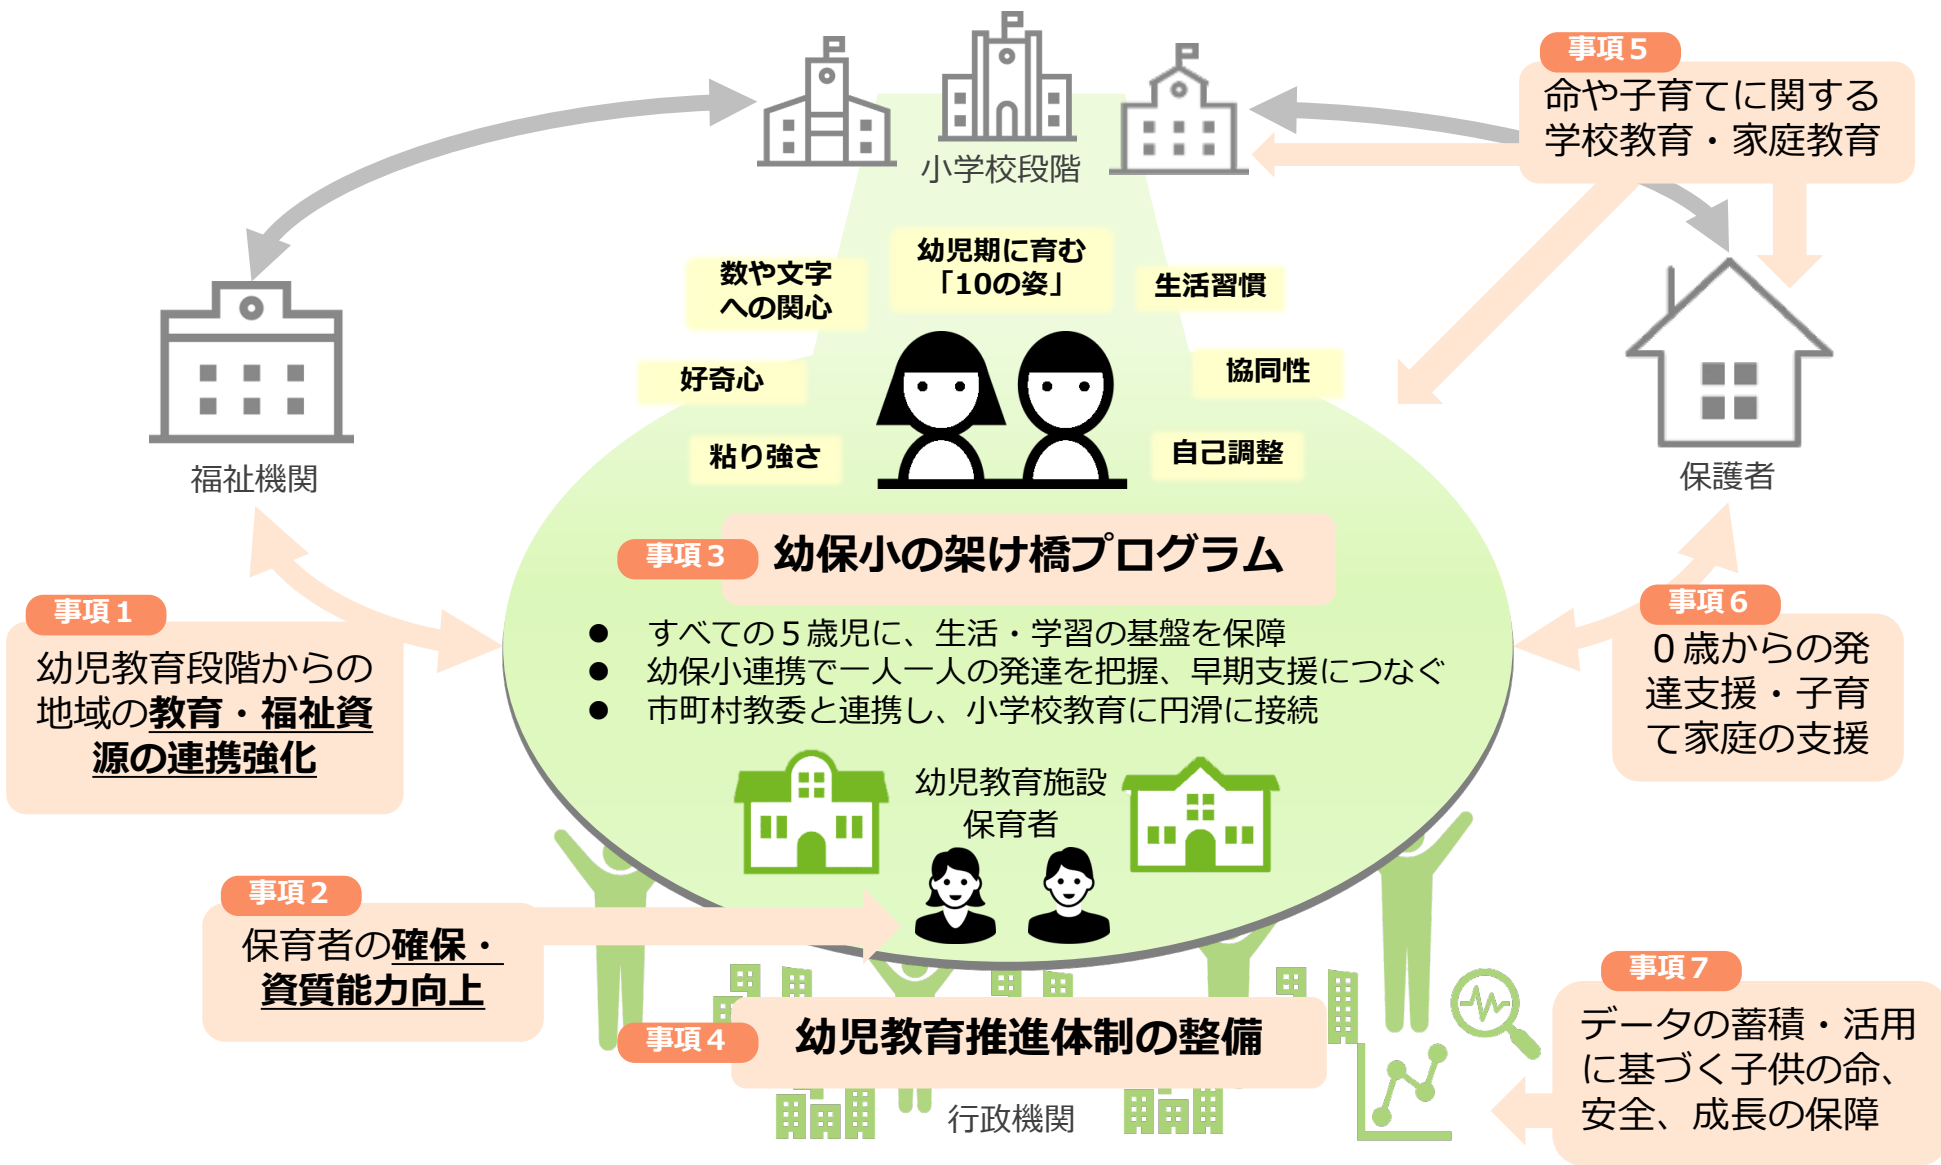 事項５
命や子育てに関する
学校教育・家庭教育
小学校段階
幼児期に育む
「10の姿」
数や文字
への関心
生活習慣
好奇心
協同性
粘り強さ
自己調整
福祉機関
保護者
事項３
幼保小の架け橋プログラム
● すべての５歳児に、生活・学習の基盤を保障
● 幼保小連携で一人一人の発達を把握、早期支援につなぐ
● 市町村教委と連携し、小学校教育に円滑に接続
事項１
幼児教育段階からの
地域の教育・福祉資
源の連携強化
事項６
０歳からの発
達支援・子育
て家庭の支援
幼児教育施設
保育者
事項２
保育者の確保・
資質能力向上
事項４
幼児教育推進体制の整備
行政機関
事項７
データの蓄積・活用
に基づく子供の命、
安全、成長の保障